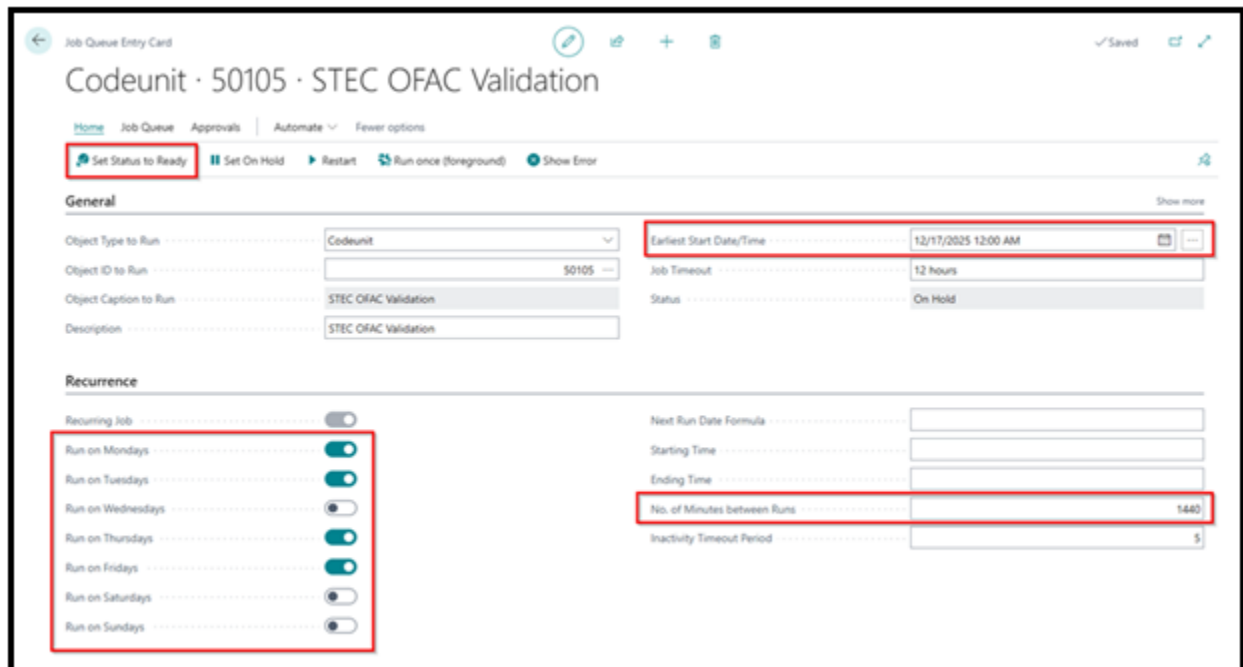 Job Queue Entry Card
Saved
Codeunit · 50105 · STEC OFAC Validation
Home Job Queue Approvals Automate Fewer options
Set Status to Ready Set On Hold Restart Run once (foreground) Show Error
General
Show more
Object Type to Run Codeunit
Object ID to Run 50105
Object Caption to Run STEC OFAC Validation
Description STEC OFAC Validation
Earliest Start Date/Time 12/17/2025 12:00 AM
Job Timeout 12 hours
Status On Hold
Recurrence
Recurring Job
Run on Mondays
Run on Tuesdays
Run on Wednesdays
Run on Thursdays
Run on Fridays
Run on Saturdays
Run on Sundays
Next Run Date Formula
Starting Time
Ending Time
No. of Minutes between Runs 1440
Inactivity Timeout Period 5